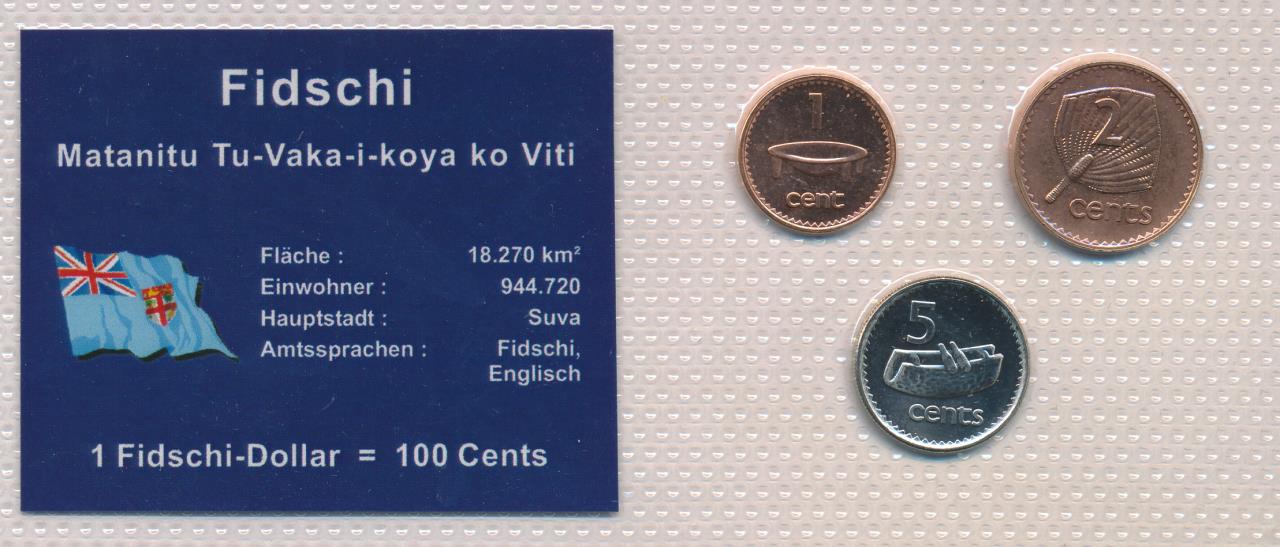 Fidschi
Matanitu Tu-Vaka-i-koya ko Viti
Fläche : 18.270 km²
Einwohner : 944.720
Hauptstadt : Suva
Amtssprachen : Fidschi,
Englisch
1 Fidschi-Dollar = 100 Cents
1
cent
2
cents
5
cents